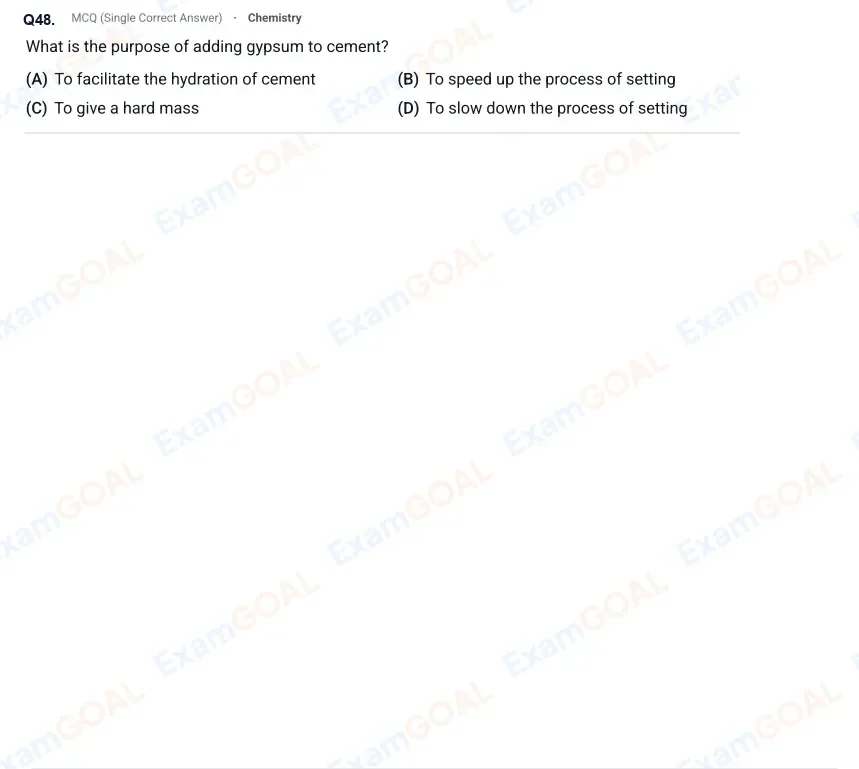 Q48. MCQ (Single Correct Answer) · Chemistry
What is the purpose of adding gypsum to cement?
(A) To facilitate the hydration of cement (B) To speed up the process of setting
(C) To give a hard mass (D) To slow down the process of setting
ExamGOAL